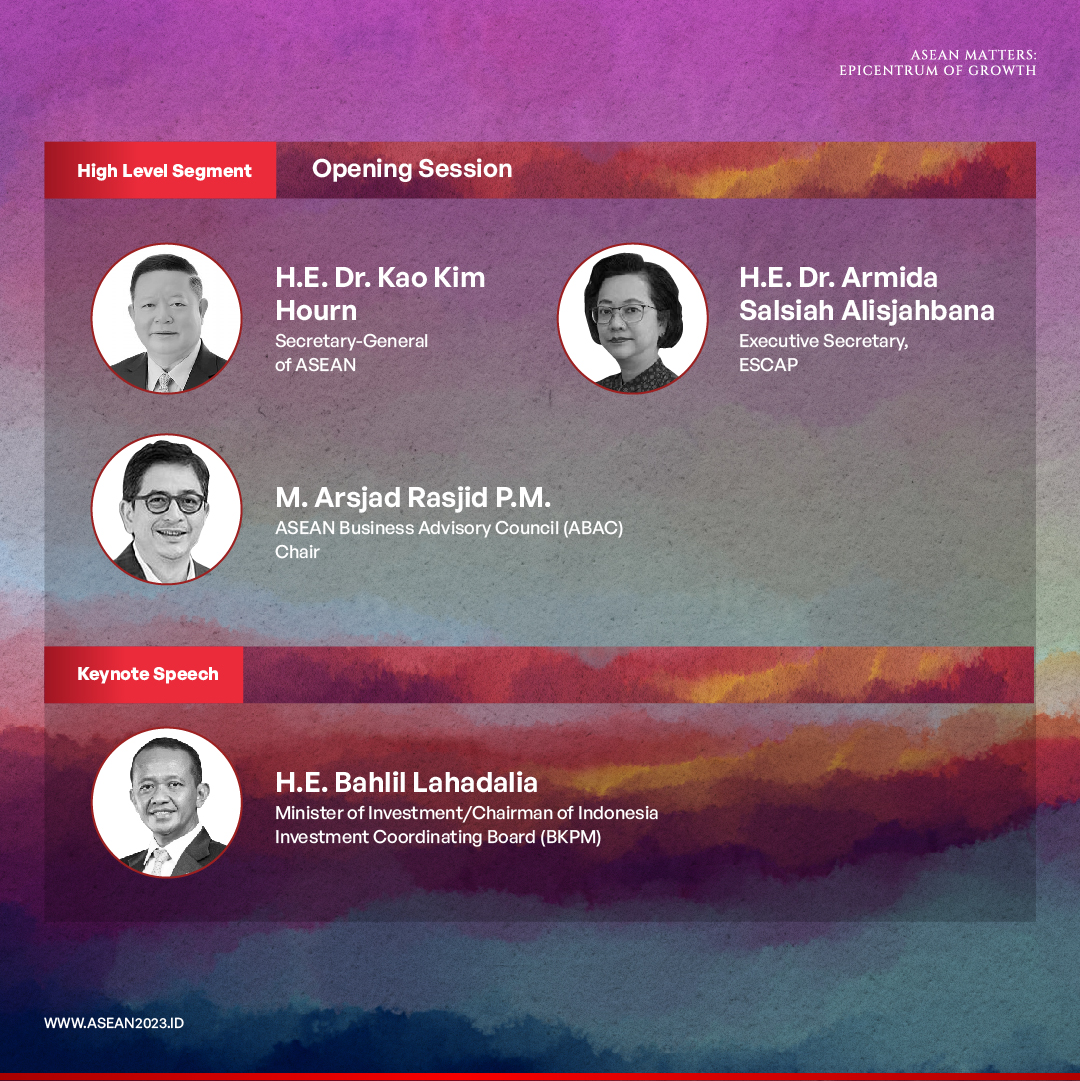 ASEAN MATTERS:
EPICENTRUM OF GROWTH
High Level Segment
Opening Session
H.E. Dr. Kao Kim
Hourn
Secretary-General
of ASEAN
H.E. Dr. Armida
Salsiah Alisjahbana
Executive Secretary,
ESCAP
M. Arsjad Rasjid P.M.
ASEAN Business Advisory Council (ABAC)
Chair
Keynote Speech
H.E. Bahlil Lahadalia
Minister of Investment/Chairman of Indonesia
Investment Coordinating Board (BKPM)
WWW.ASEAN2023.ID